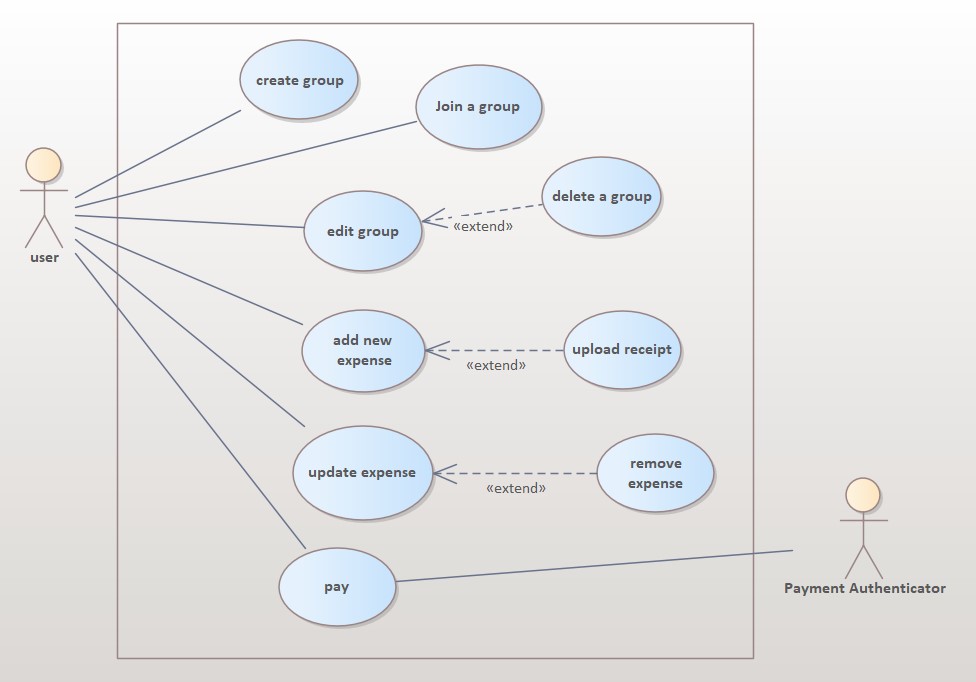 create group
Join a group
delete a group
edit group
«extend»
user
add new
expense
upload receipt
«extend»
update expense
remove
expense
«extend»
pay
Payment Authenticator